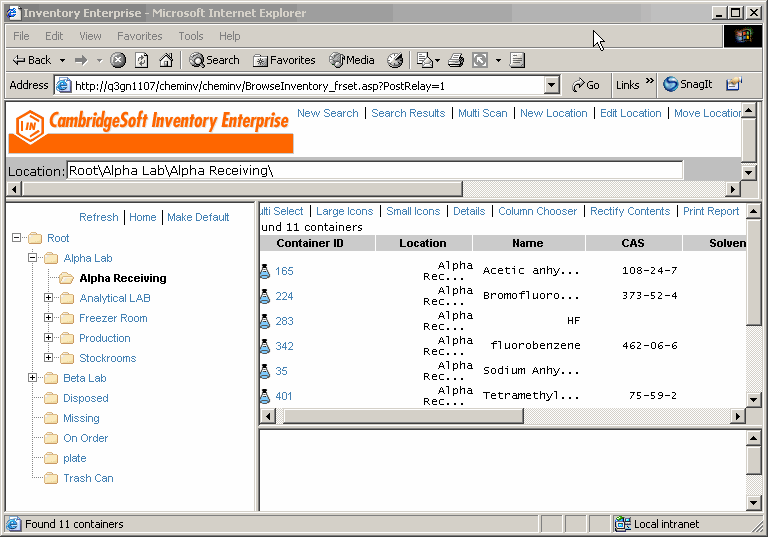 Inventory Enterprise - Microsoft Internet Explorer
File Edit View Favorites Tools Help
Back Search Favorites Media
Address http://q3gn1107/cheminv/cheminv/BrowseInventory_frset.asp?PostRelay=1 Go Links » SnagIt
IN CambridgeSoft Inventory Enterprise
New Search | Search Results | Multi Scan | New Location | Edit Location | Move Location
Location: Root\Alpha Lab\Alpha Receiving\
Refresh | Home | Make Default
Root
Alpha Lab
Alpha Receiving
Analytical LAB
Freezer Room
Production
Stockrooms
Beta Lab
Disposed
Missing
On Order
plate
Trash Can
ulti Select | Large Icons | Small Icons | Details | Column Chooser | Rectify Contents | Print Report
und 11 containers
Container ID Location Name CAS Solven
165 Alpha Rec... Acetic anhy... 108-24-7
224 Alpha Rec... Bromofluoro... 373-52-4
283 Alpha Rec... HF
342 Alpha Rec... fluorobenzene 462-06-6
35 Alpha Rec... Sodium Anhy...
401 Alpha Rec... Tetramethyl... 75-59-2
Found 11 containers
Local intranet